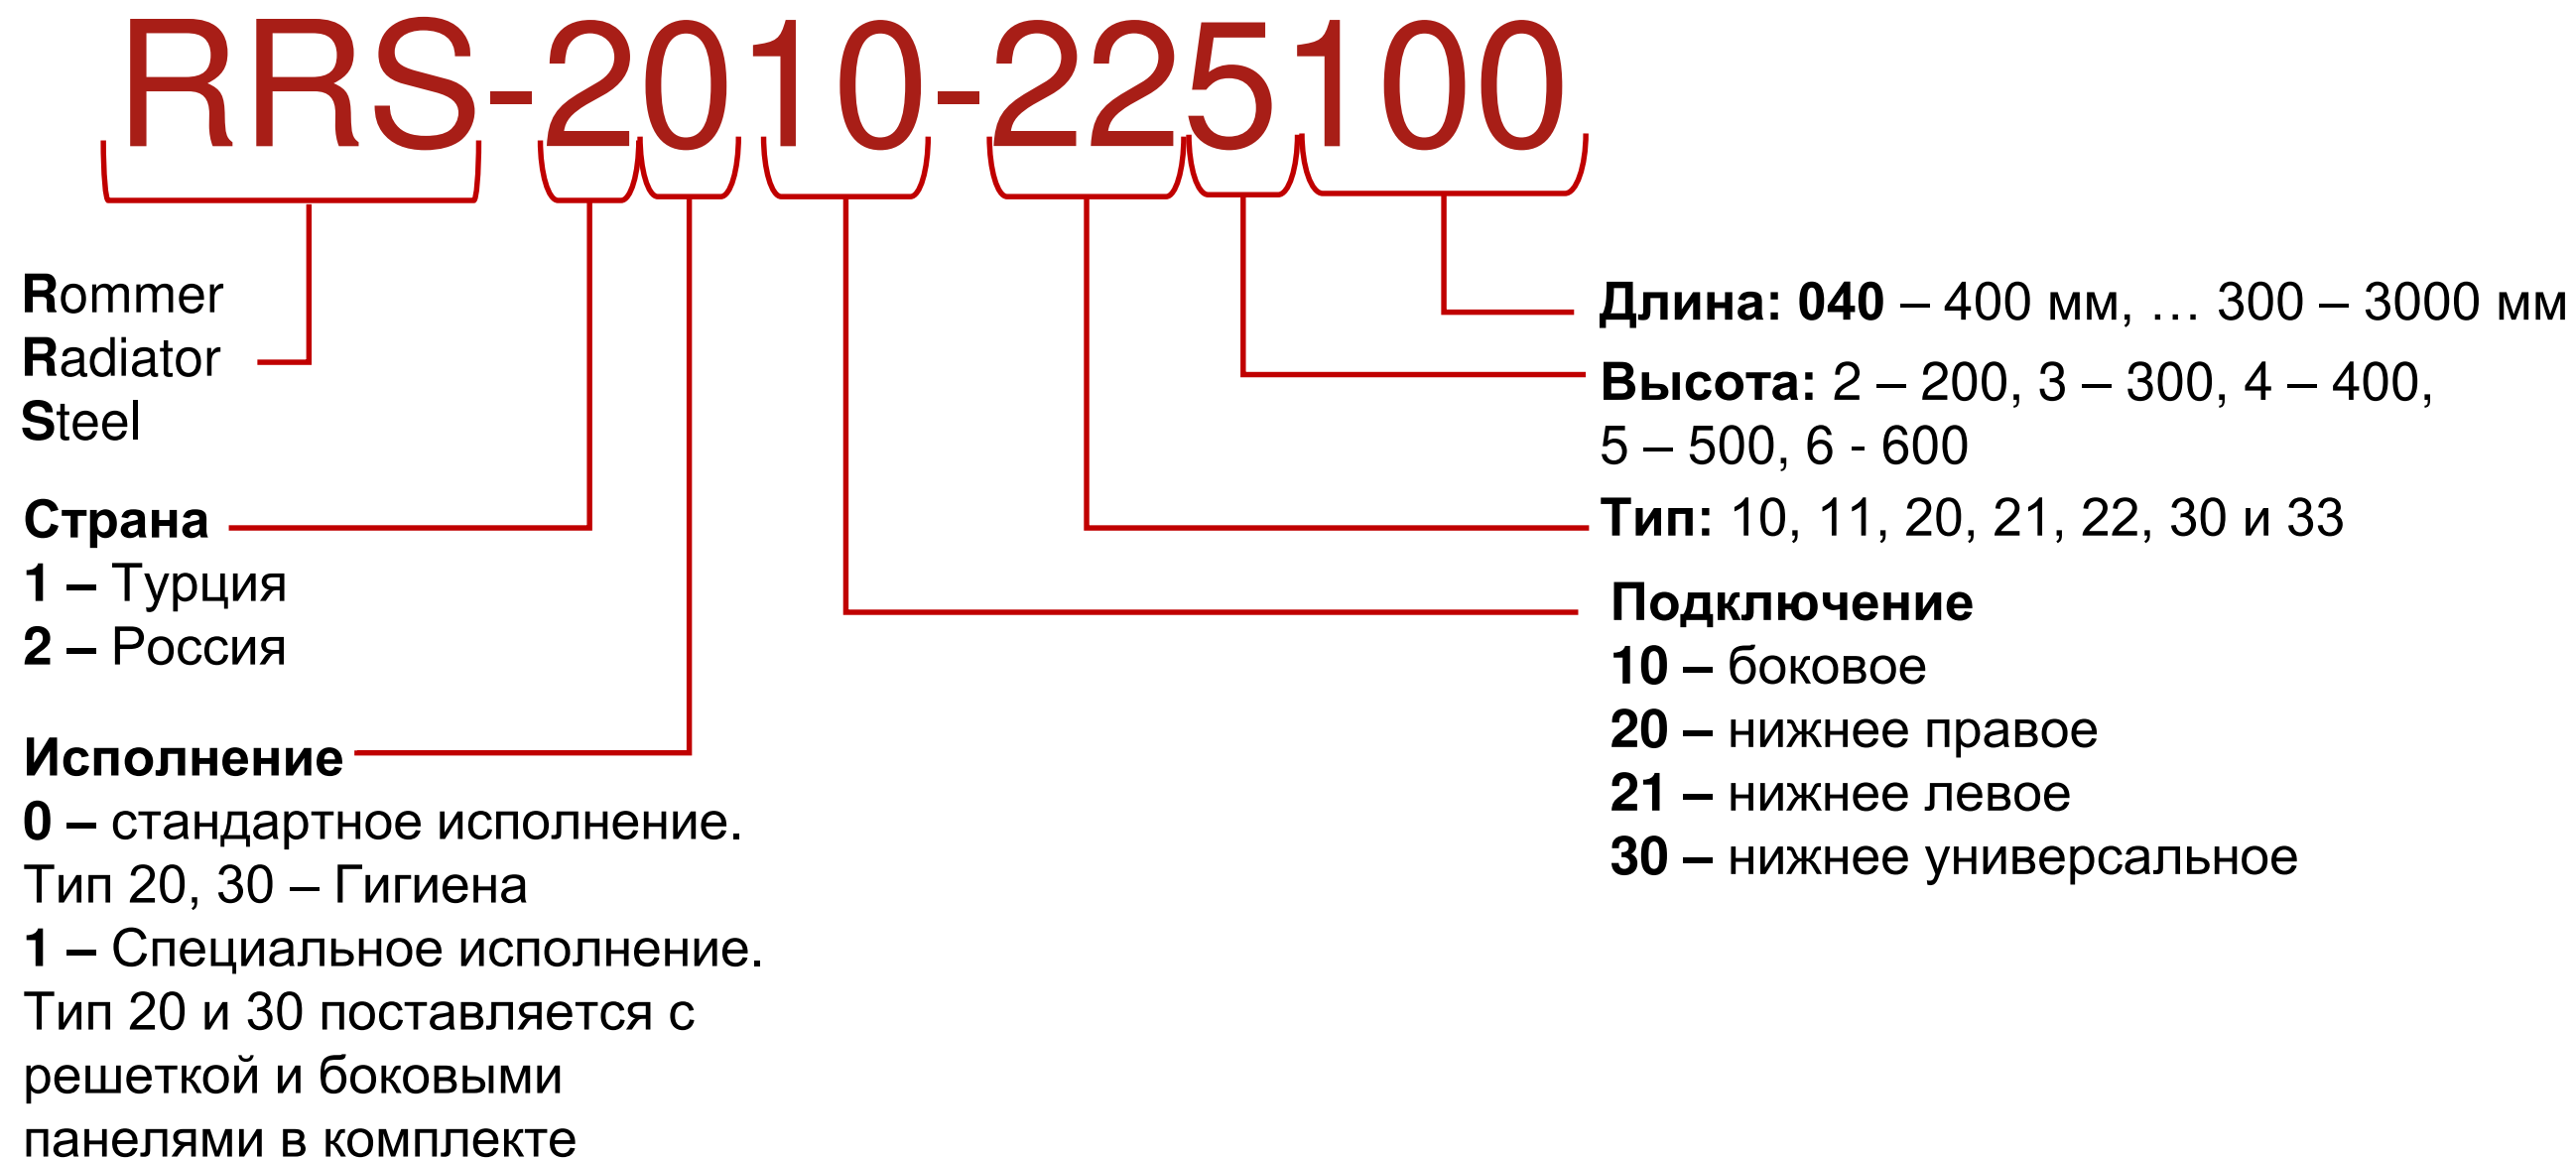 RRS-2010-225100
Rommer
Radiator
Steel
Страна
1 – Турция
2 – Россия
Исполнение
0 – стандартное исполнение.
Тип 20, 30 – Гигиена
1 – Специальное исполнение.
Тип 20 и 30 поставляется с
решеткой и боковыми
панелями в комплекте
Длина: 040 – 400 мм, … 300 – 3000 мм
Высота: 2 – 200, 3 – 300, 4 – 400,
5 – 500, 6 - 600
Тип: 10, 11, 20, 21, 22, 30 и 33
Подключение
10 – боковое
20 – нижнее правое
21 – нижнее левое
30 – нижнее универсальное